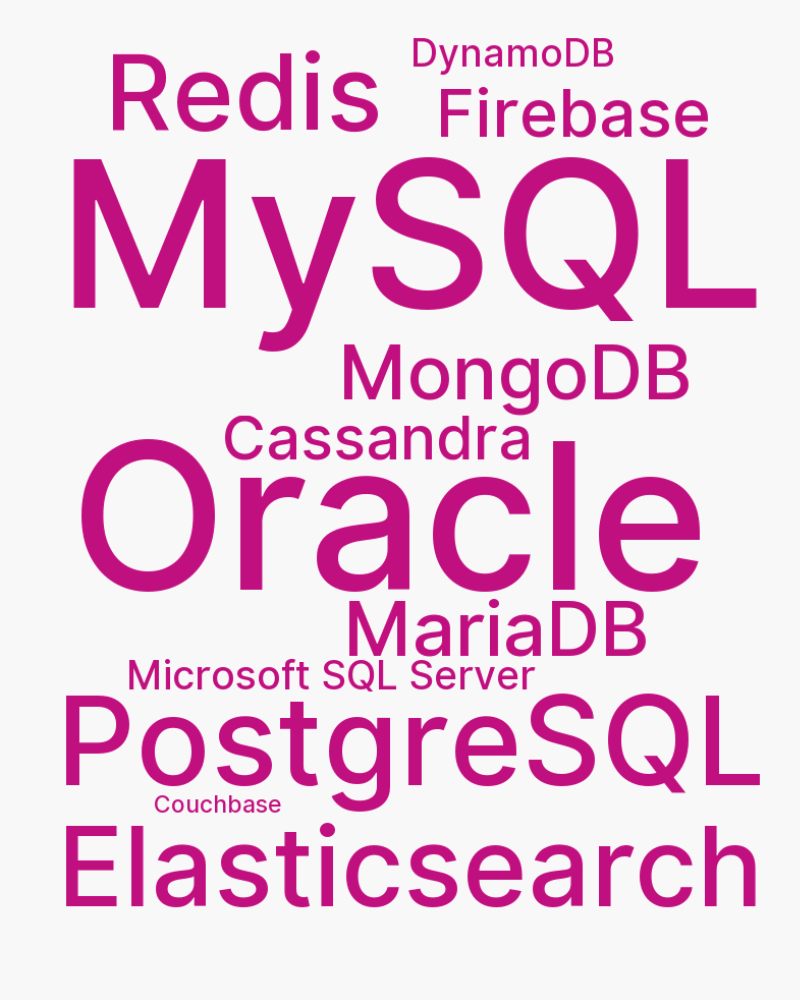 DynamoDB
Redis
Firebase
MySQL
MongoDB
Cassandra
Oracle
MariaDB
Microsoft SQL Server
PostgreSQL
Couchbase
Elasticsearch